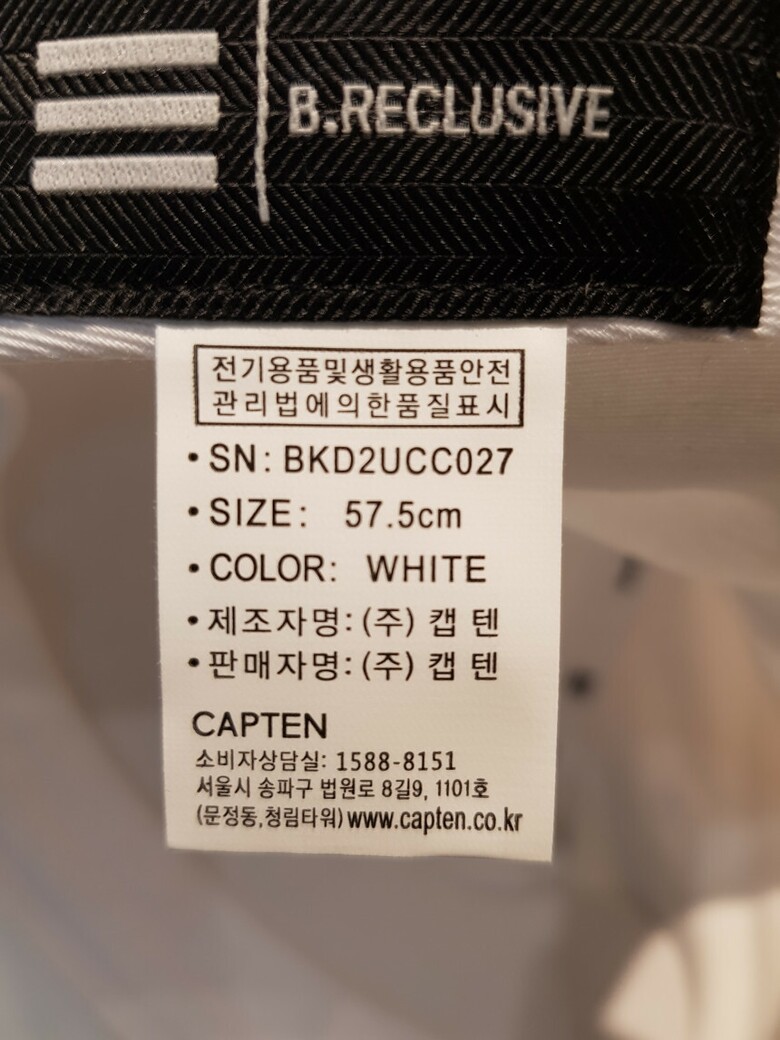 B.RECLUSIVE
전기용품및생활용품안전
관리법에의한품질표시
• SN: BKD2UCC027
• SIZE: 57.5cm
• COLOR: WHITE
• 제조자명: (주) 캡텐
• 판매자명: (주) 캡텐
CAPTEN
소비자상담실: 1588-8151
서울시 송파구 법원로 8길9, 1101호
(문정동,청림타워) www.capten.co.kr